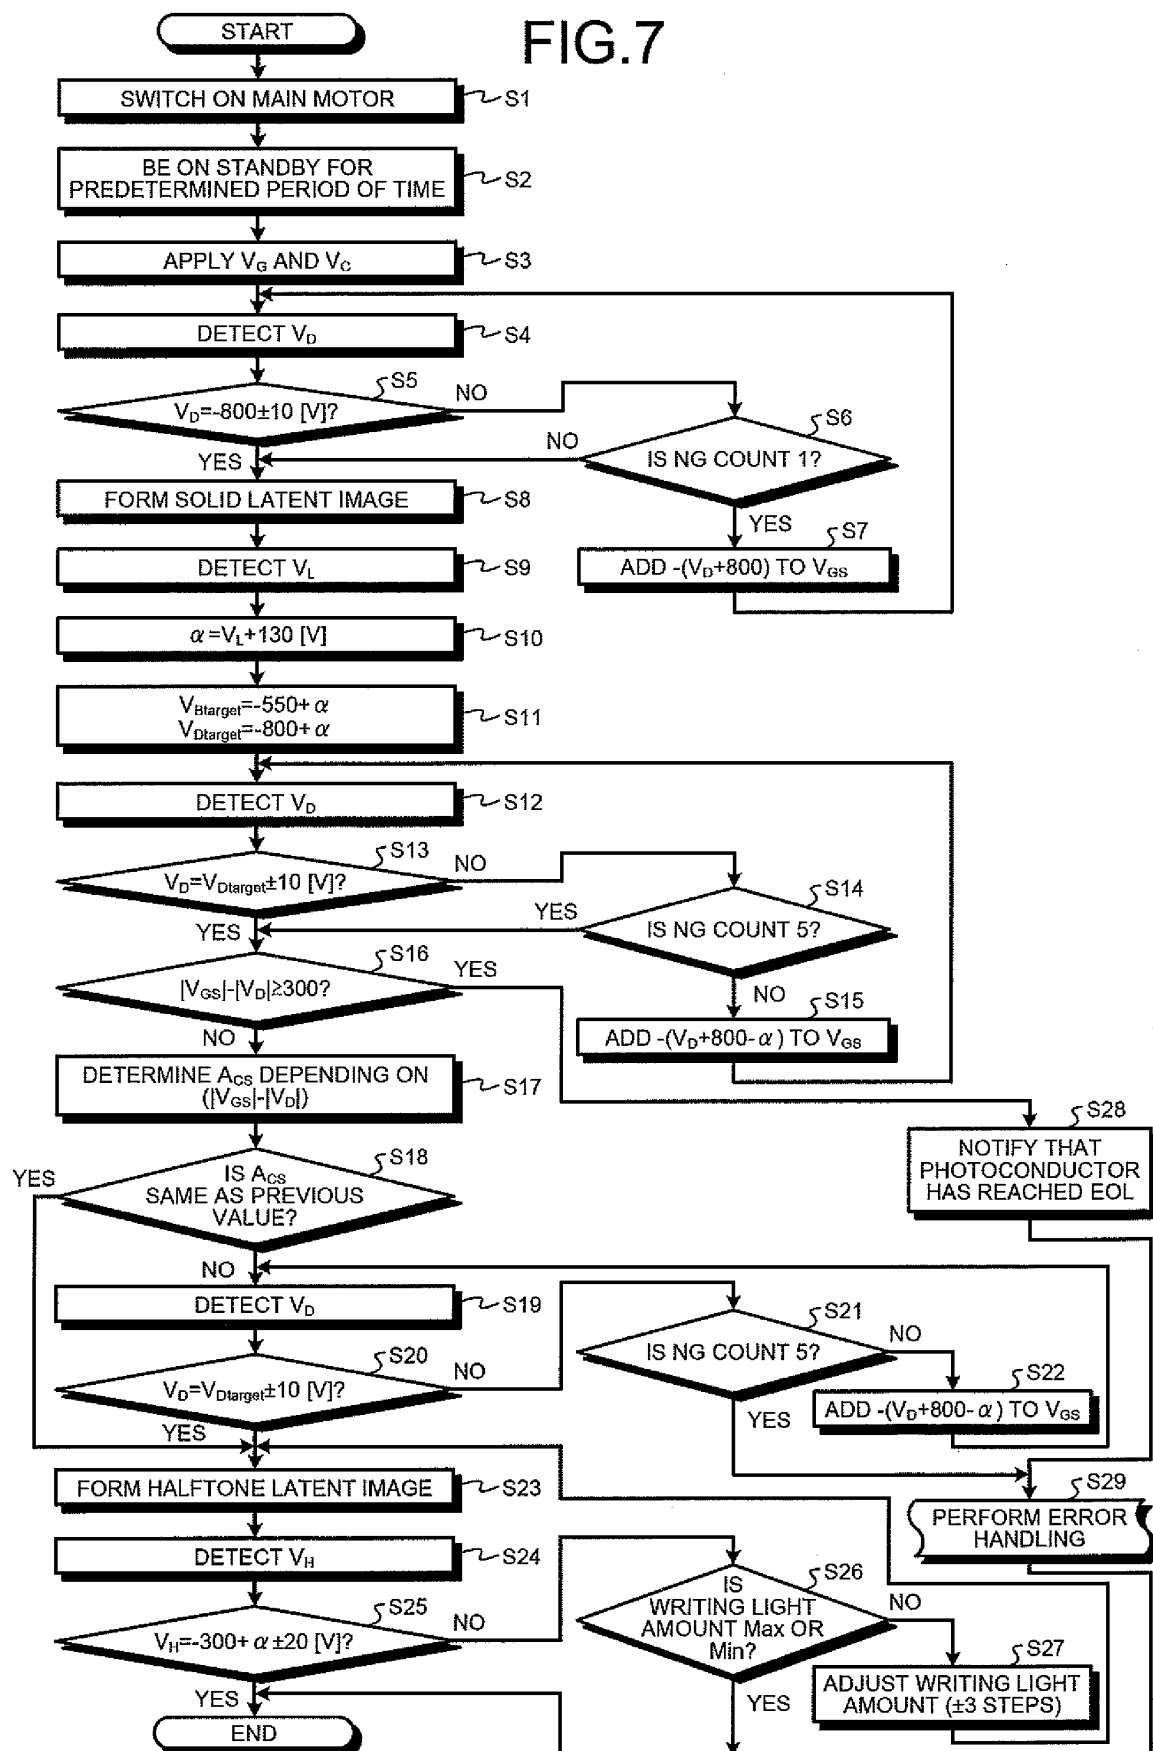 FIG.7
START
SWITCH ON MAIN MOTOR
S1
BE ON STANDBY FOR
PREDETERMINED PERIOD OF TIME
S2
APPLY VG AND VC
S3
DETECT VD
S4
S5
VD=-800±10 [V]?
NO
YES
S6
IS NG COUNT 1?
NO
YES
S7
ADD -(VD+800) TO VGS
FORM SOLID LATENT IMAGE
S8
DETECT VL
S9
α=VL+130 [V]
S10
VBtarget=-550+α
VDtarget=-800+α
S11
DETECT VD
S12
S13
VD=VDtarget±10 [V]?
NO
YES
S14
IS NG COUNT 5?
YES
NO
S15
ADD -(VD+800-α) TO VGS
S16
|VGS|-|VD|≥300?
YES
NO
DETERMINE ACS DEPENDING ON
(|VGS|-|VD|)
S17
S28
NOTIFY THAT
PHOTOCONDUCTOR
HAS REACHED EOL
S18
IS ACS
SAME AS PREVIOUS
VALUE?
YES
NO
DETECT VD
S19
S20
VD=VDtarget±10 [V]?
NO
YES
S21
IS NG COUNT 5?
NO
YES
S22
ADD -(VD+800-α) TO VGS
FORM HALFTONE LATENT IMAGE
S23
S29
PERFORM ERROR
HANDLING
DETECT VH
S24
S25
VH=-300+α±20 [V]?
NO
YES
S26
IS
WRITING LIGHT
AMOUNT Max OR
Min?
NO
YES
S27
ADJUST WRITING LIGHT
AMOUNT (±3 STEPS)
END